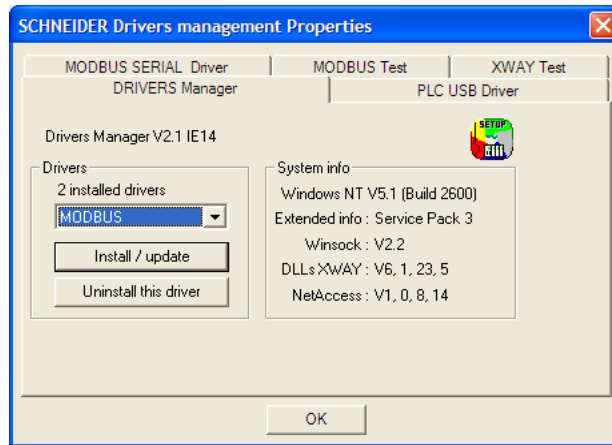 SCHNEIDER Drivers management Properties
MODBUS SERIAL Driver
MODBUS Test
XWAY Test
DRIVERS Manager
PLC USB Driver
Drivers Manager V2.1 IE14
SETUP
Drivers
2 installed drivers
MODBUS
Install / update
Uninstall this driver
System info
Windows NT V5.1 (Build 2600)
Extended info : Service Pack 3
Winsock : V2.2
DLLs XWAY : V6, 1, 23, 5
NetAccess : V1, 0, 8, 14
OK